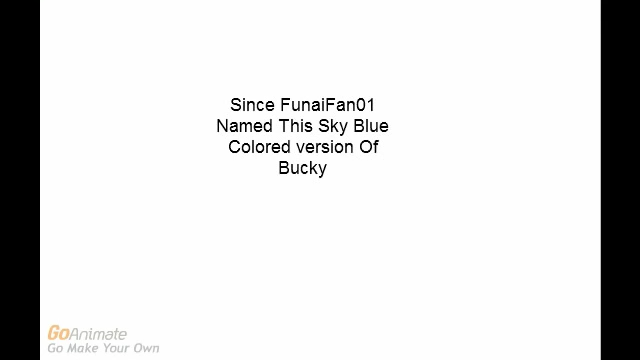 Since FunaiFan01
Named This Sky Blue
Colored version Of
Bucky
GoAnimate
Go Make Your Own